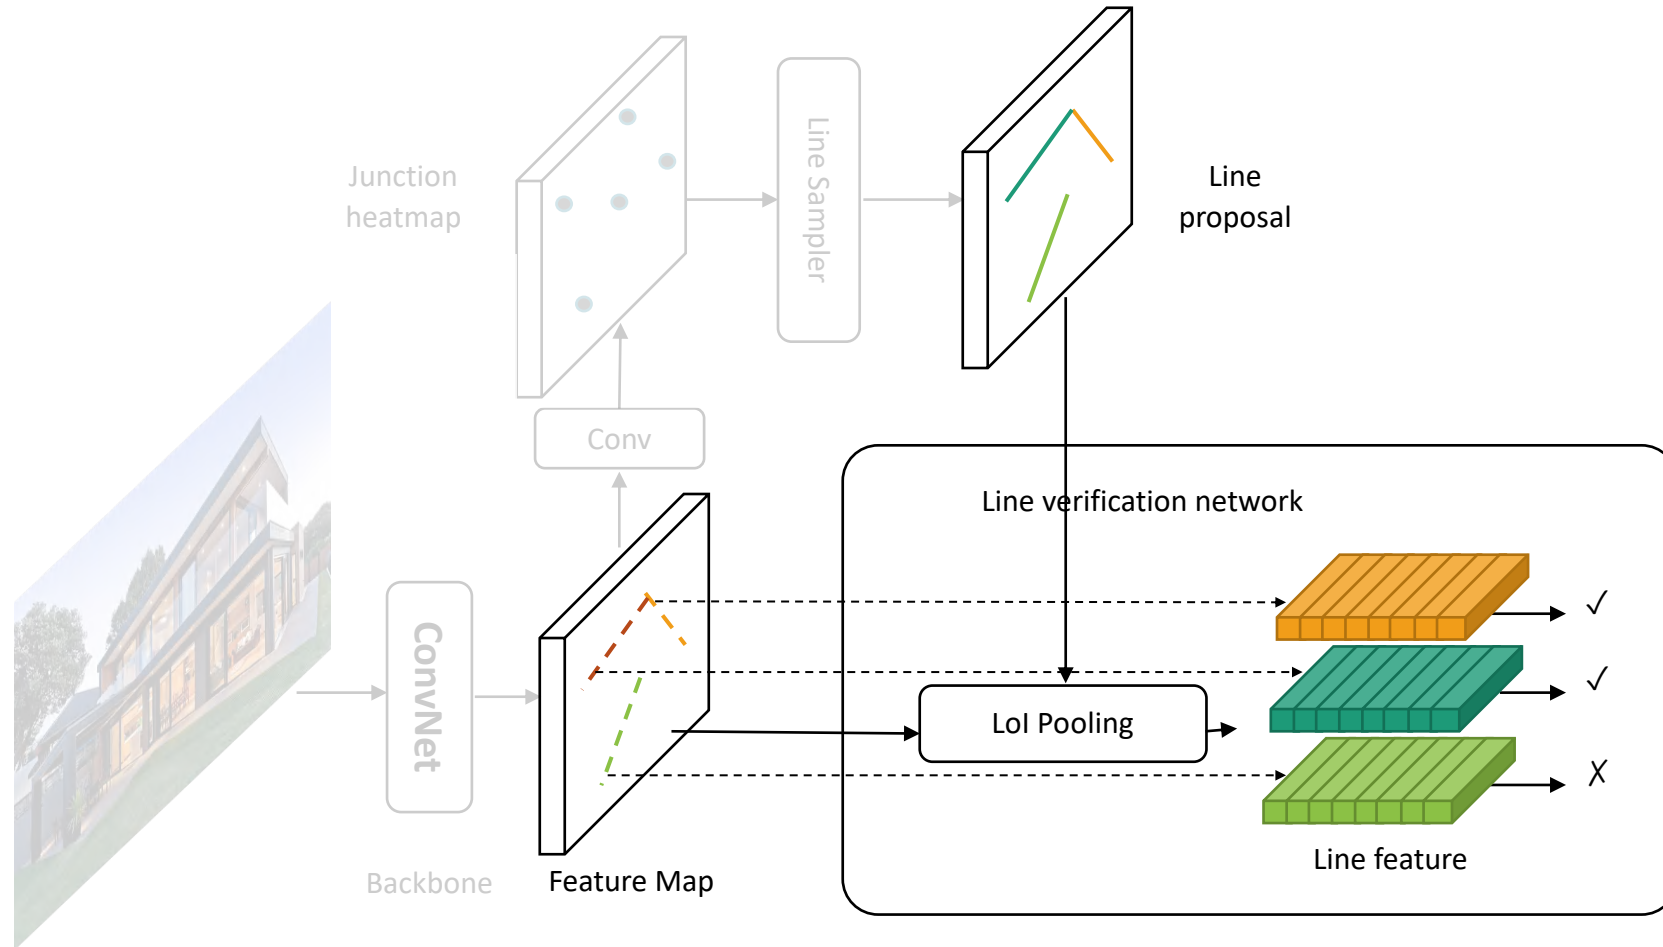 Junction
heatmap
Line Sampler
Line
proposal
Conv
Line verification network
ConvNet
LoI Pooling
✓
✓
✗
Backbone
Feature Map
Line feature